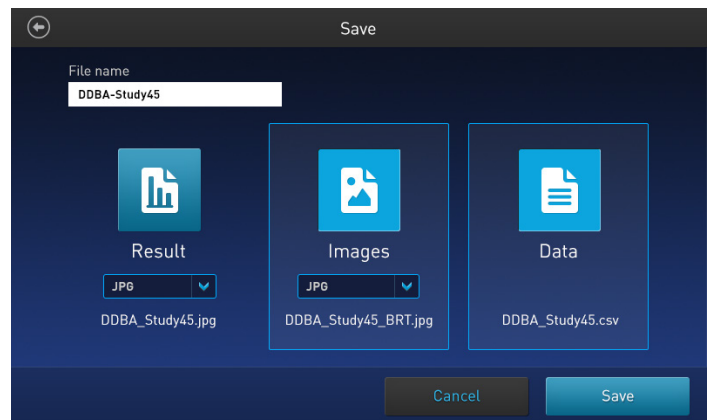 Save
File name
DDBA-Study45
Result
Images
Data
JPG
JPG
DDBA_Study45.jpg
DDBA_Study45_BRT.jpg
DDBA_Study45.csv
Cancel
Save